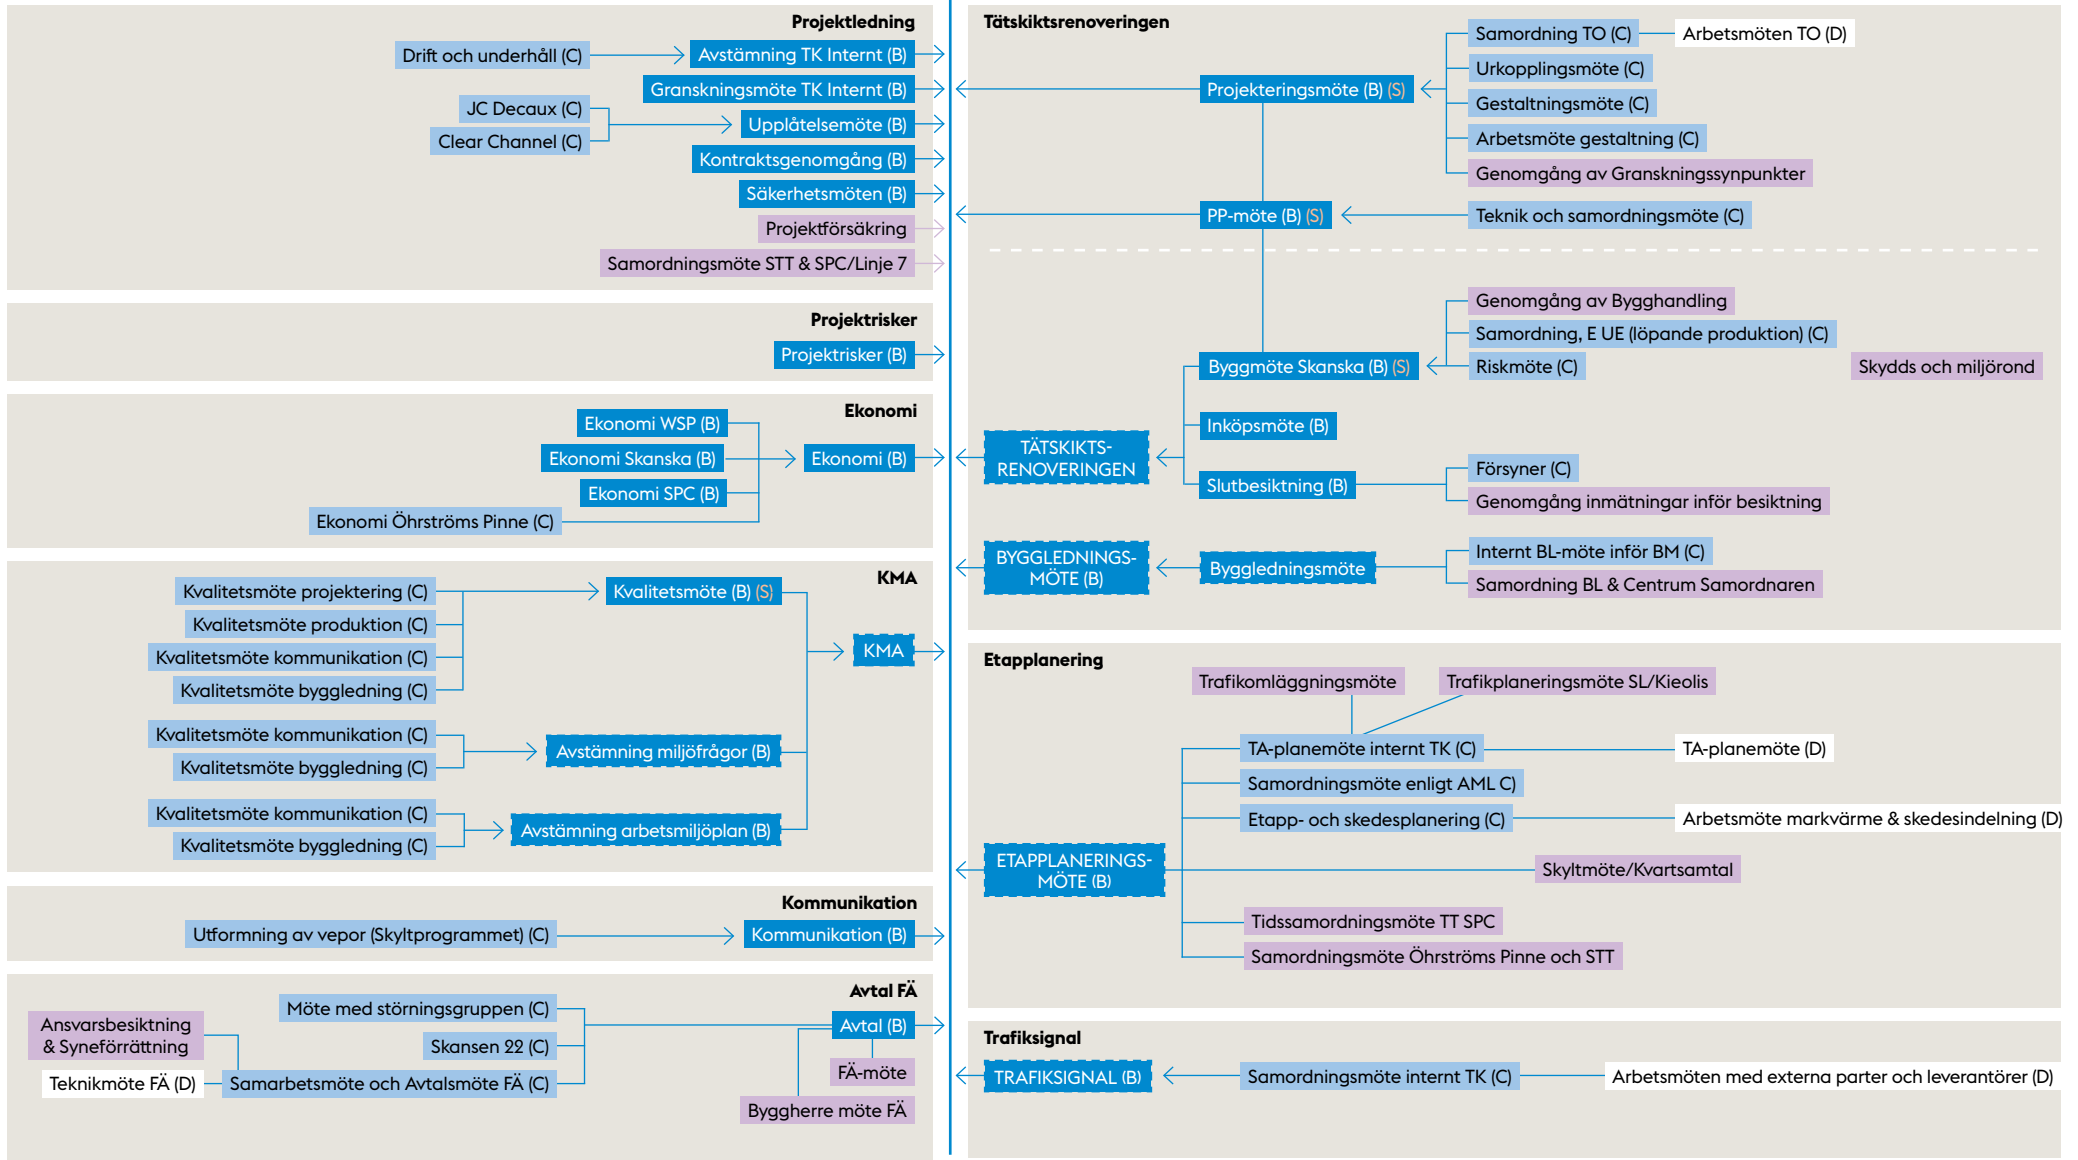 Projektledning
Drift och underhåll (C)
Avstämning TK Internt (B)
Granskningsmöte TK Internt (B)
JC Decaux (C)
Upplåtelsemöte (B)
Clear Channel (C)
Kontraktsgenomgång (B)
Säkerhetsmöten (B)
Projektförsäkring
Samordningsmöte STT & SPC/Linje 7
Projektrisker
Projektrisker (B)
Ekonomi
Ekonomi WSP (B)
Ekonomi Skanska (B)
Ekonomi (B)
Ekonomi SPC (B)
Ekonomi Öhrströms Pinne (C)
KMA
Kvalitetsmöte projektering (C)
Kvalitetsmöte (B) (S)
Kvalitetsmöte produktion (C)
Kvalitetsmöte kommunikation (C)
KMA
Kvalitetsmöte byggledning (C)
Kvalitetsmöte kommunikation (C)
Avstämning miljöfrågor (B)
Kvalitetsmöte byggledning (C)
Kvalitetsmöte kommunikation (C)
Avstämning arbetsmiljöplan (B)
Kvalitetsmöte byggledning (C)
Kommunikation
Utformning av vepor (Skyltprogrammet) (C)
Kommunikation (B)
Avtal FÄ
Möte med störningsgruppen (C)
Ansvarsbesiktning
& Syneförrättning
Avtal (B)
Skansen 22 (C)
FÄ-möte
Teknikmöte FÄ (D)
Samarbetsmöte och Avtalsmöte FÄ (C)
Byggherre möte FÄ
Tätskiktsrenoveringen
Samordning TO (C)
Arbetsmöten TO (D)
Urkopplingsmöte (C)
Projekteringsmöte (B) (S)
Gestaltningsmöte (C)
Arbetsmöte gestaltning (C)
Genomgång av Granskningssynpunkter
PP-möte (B) (S)
Teknik och samordningsmöte (C)
Genomgång av Bygghandling
Samordning, E UE (löpande produktion) (C)
Byggmöte Skanska (B) (S)
Riskmöte (C)
Skydds och miljörond
Inköpsmöte (B)
TÄTSKIKTS-
RENOVERINGEN
Försyner (C)
Slutbesiktning (B)
Genomgång inmätningar inför besiktning
BYGGLEDNINGS-
MÖTE (B)
Byggledningsmöte
Internt BL-möte inför BM (C)
Samordning BL & Centrum Samordnaren
Etapplanering
Trafikomläggningsmöte
Trafikplaneringsmöte SL/Kieolis
TA-planemöte internt TK (C)
TA-planemöte (D)
Samordningsmöte enligt AML C)
Etapp- och skedesplanering (C)
Arbetsmöte markvärme & skedesindelning (D)
ETAPPLANERINGS-
MÖTE (B)
Skyltmöte/Kvartsamtal
Tidssamordningsmöte TT SPC
Samordningsmöte Öhrströms Pinne och STT
Trafiksignal
TRAFIKSIGNAL (B)
Samordningsmöte internt TK (C)
Arbetsmöten med externa parter och leverantörer (D)